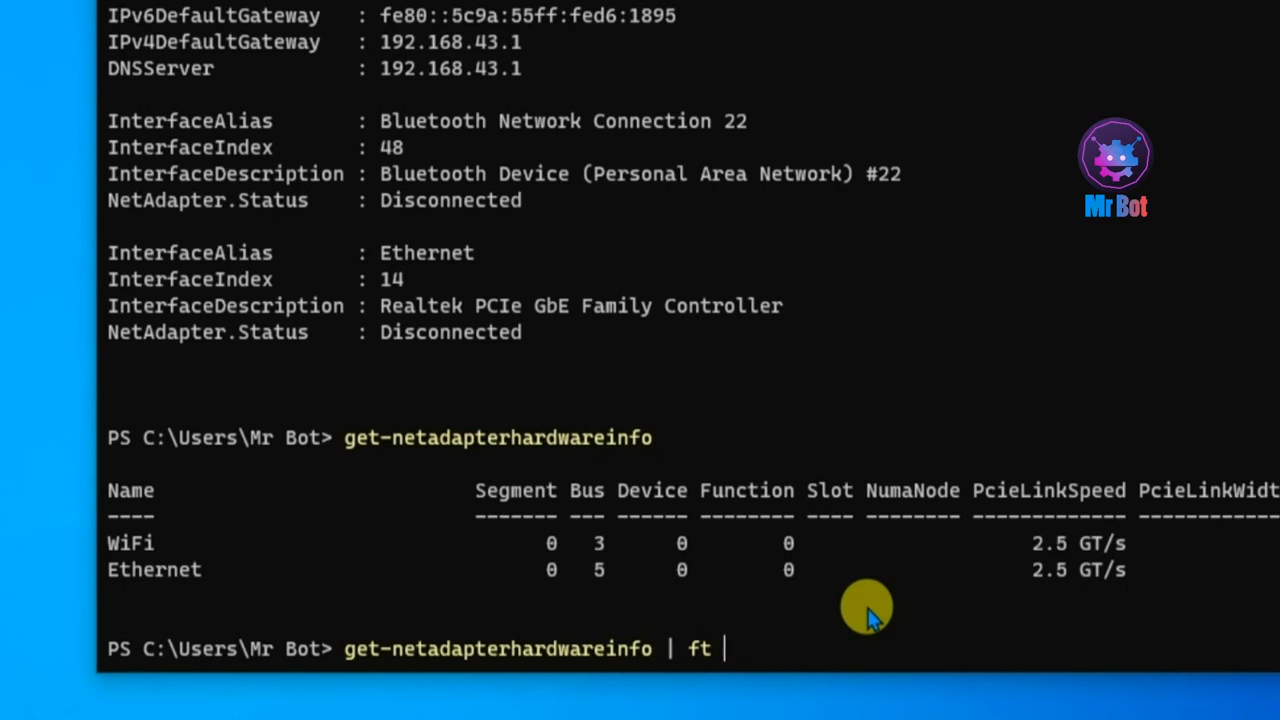 IPv6DefaultGateway   : fe80::5c9a:55ff:fed6:1895
IPv4DefaultGateway   : 192.168.43.1
DNSServer            : 192.168.43.1
InterfaceAlias       : Bluetooth Network Connection 22
InterfaceIndex       : 48
InterfaceDescription : Bluetooth Device (Personal Area Network) #22
NetAdapter.Status    : Disconnected
Mr Bot
InterfaceAlias       : Ethernet
InterfaceIndex       : 14
InterfaceDescription : Realtek PCIe GbE Family Controller
NetAdapter.Status    : Disconnected
PS C:\Users\Mr Bot> get-netadapterhardwareinfo
Name                           Segment Bus Device Function Slot NumaNode PcieLinkSpeed PcieLinkWidt
----                           ------- --- ------ -------- ---- -------- ------------- ------------
WiFi                                 0   3      0        0                    2.5 GT/s
Ethernet                             0   5      0        0                    2.5 GT/s
PS C:\Users\Mr Bot> get-netadapterhardwareinfo | ft